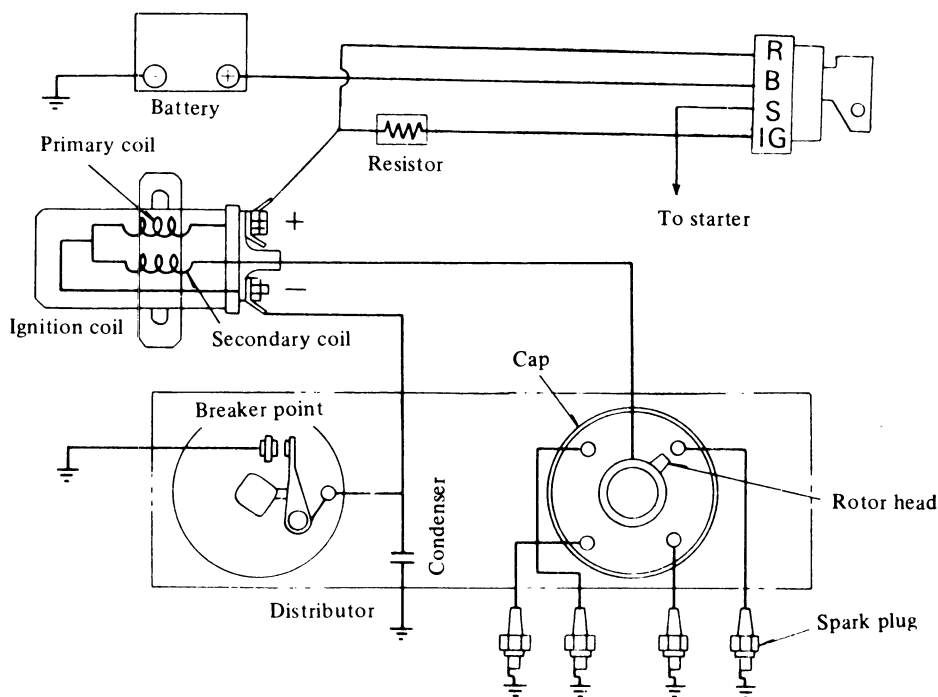 R
B
S
IG
- +
Battery
Primary coil
Resistor
To starter
+
−
Ignition coil
Secondary coil
Cap
Breaker point
Rotor head
Condenser
Distributor
Spark plug